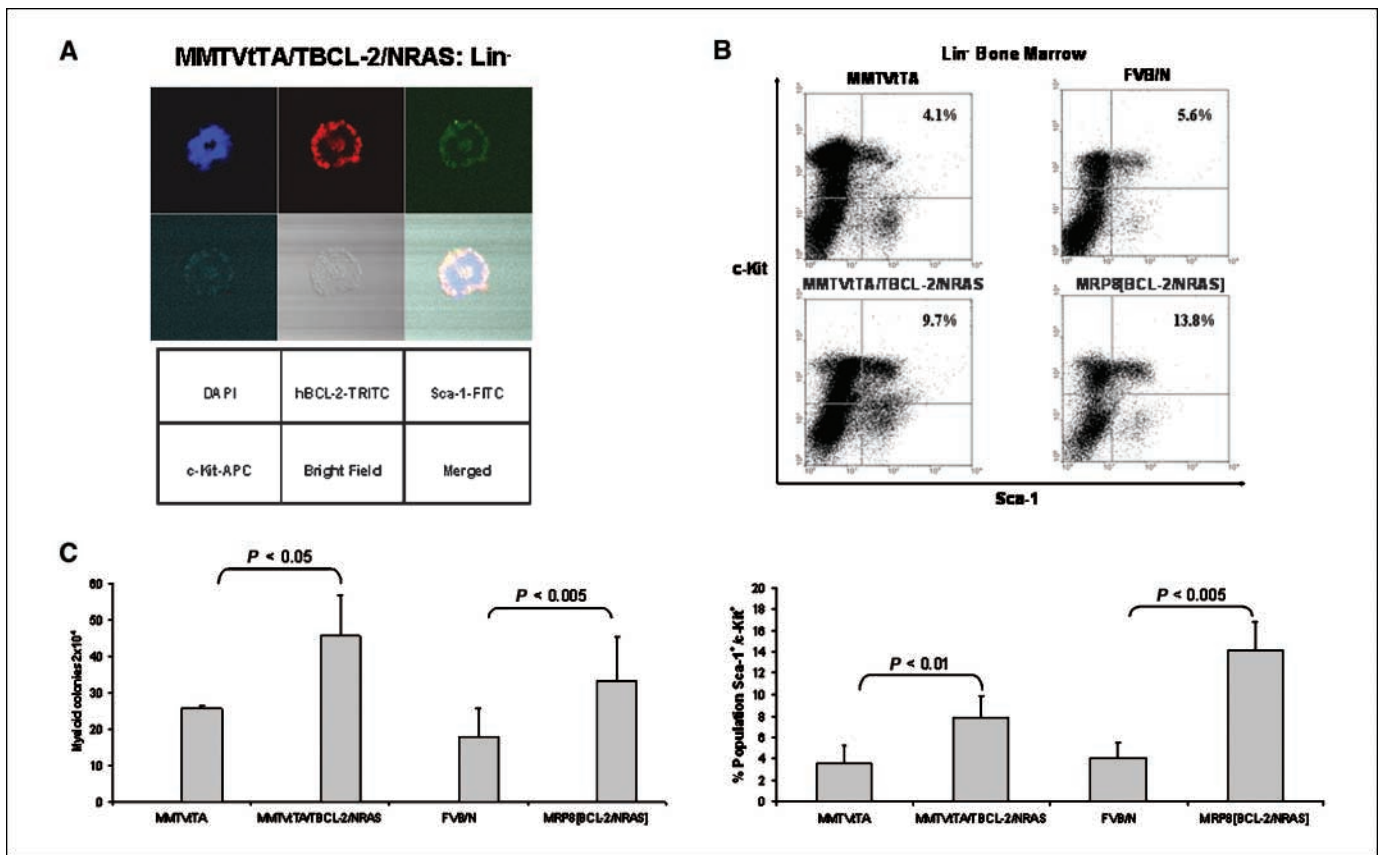 A
MMTVtTA/TBCL-2/NRAS: Lin-
DAPI
hBCL-2-TRITC
Sca-1-FITC
c-Kit-APC
Bright Field
Merged
B
Lin- Bone Marrow
MMTVtTA
FVB/N
4.1%
5.6%
c-Kit
MMTVtTA/TBCL-2/NRAS
MRP8[BCL-2/NRAS]
9.7%
13.8%
Sca-1
C
P < 0.05
P < 0.005
Myeloid colonies 2x10⁴
60
50
40
30
20
10
0
MMTVtTA
MMTVtTA/TBCL-2/NRAS
FVB/N
MRP8[BCL-2/NRAS]
P < 0.01
P < 0.005
% Population Sca-1⁺/c-Kit⁺
20
18
16
14
12
10
8
6
4
2
0
MMTVtTA
MMTVtTA/TBCL-2/NRAS
FVB/N
MRP8[BCL-2/NRAS]